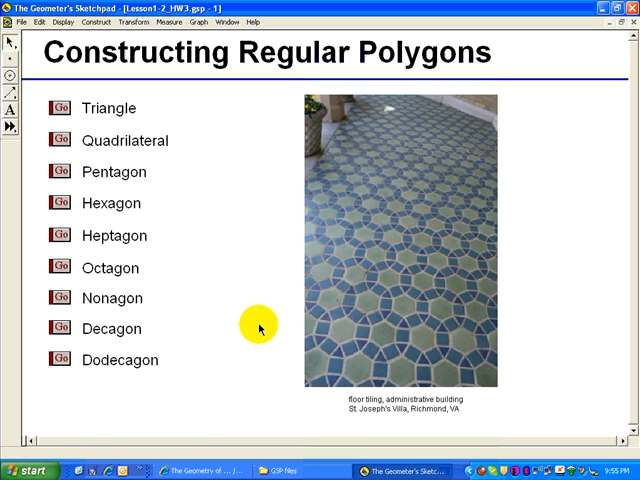 The Geometer's Sketchpad - [Lesson1-2_HW3.gsp - 1]
File Edit Display Construct Transform Measure Graph Window Help
Constructing Regular Polygons
Go Triangle
Go Quadrilateral
Go Pentagon
Go Hexagon
Go Heptagon
Go Octagon
Go Nonagon
Go Decagon
Go Dodecagon
floor tiling, administrative building
St. Joseph's Villa, Richmond, VA
A
start
The Geometry of ... /...
GSP files
The Geometer's Sketc...
9:55 PM